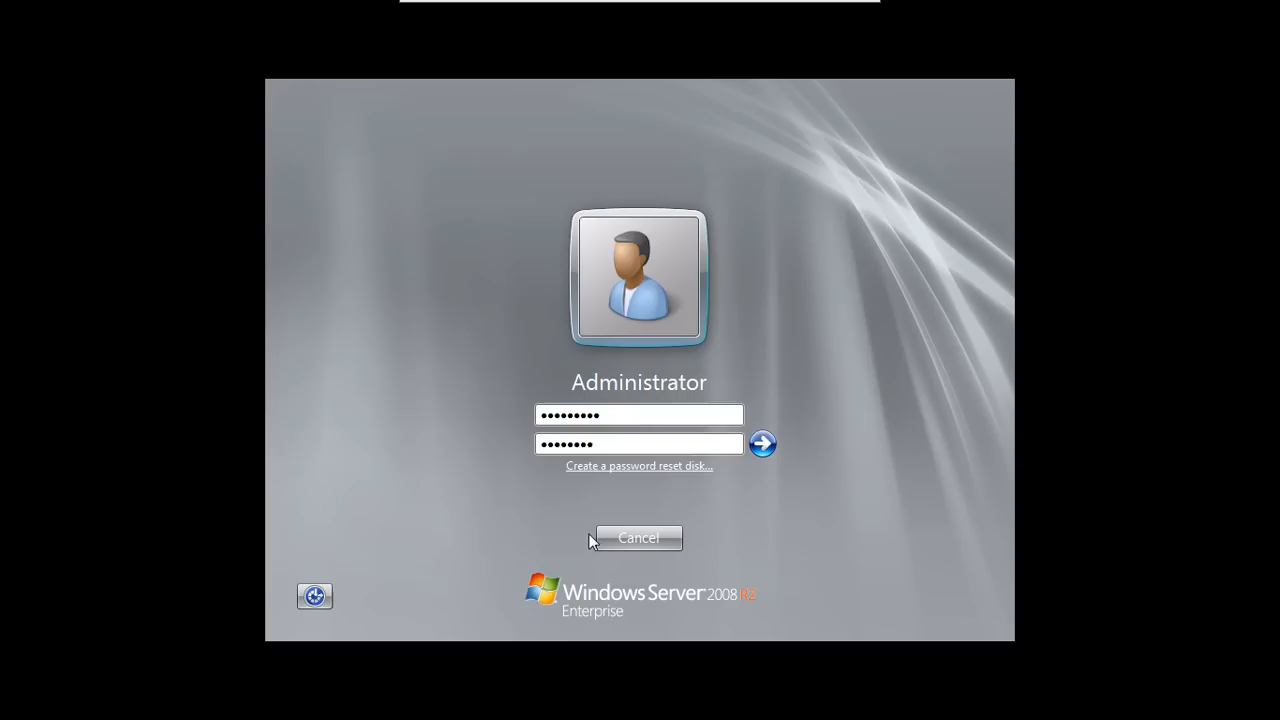 Administrator
•••••••••
••••••••
Create a password reset disk...
Cancel
Windows Server 2008 R2
Enterprise